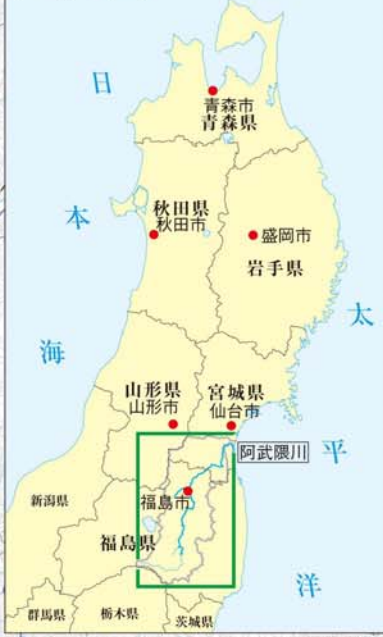 日本海
太平洋
青森市
青森県
秋田県
秋田市
盛岡市
岩手県
山形県
山形市
宮城県
仙台市
阿武隈川
新潟県
福島市
福島県
群馬県
栃木県
茨城県